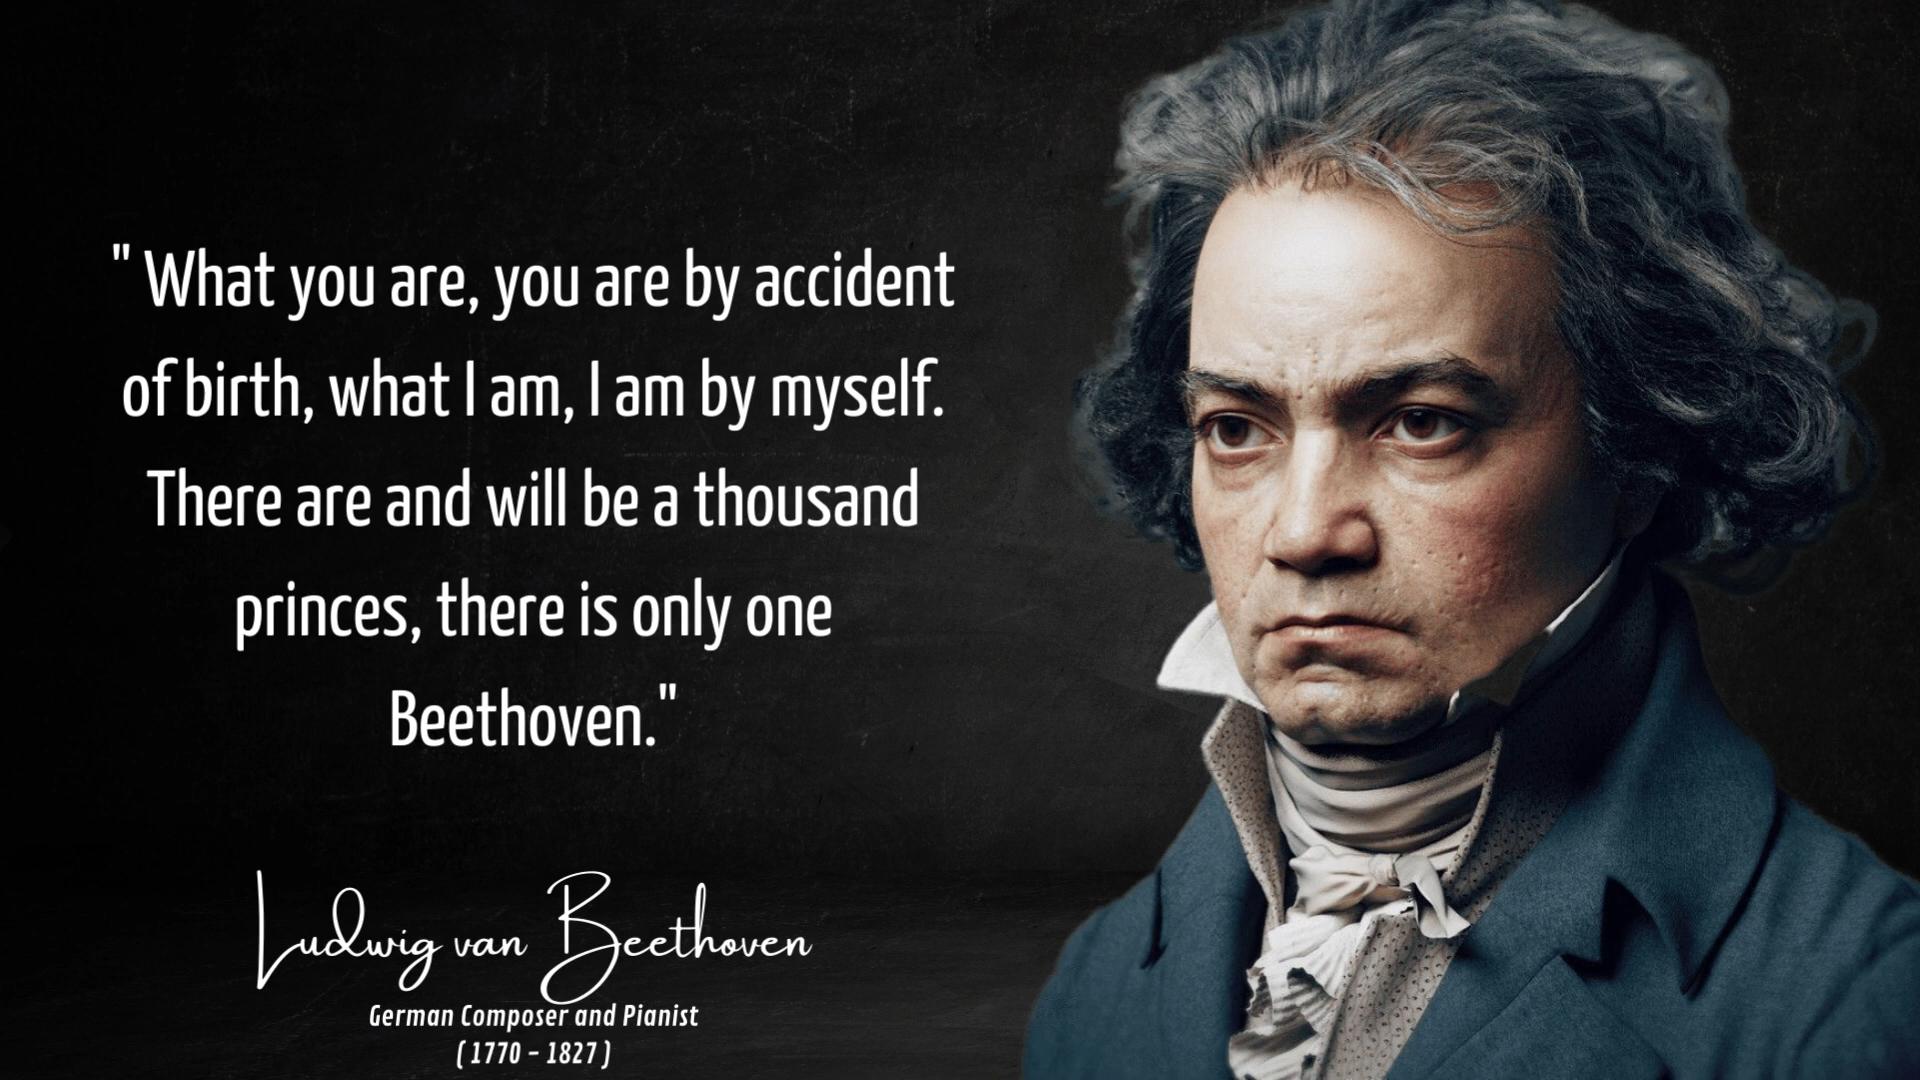 " What you are, you are by accident
of birth, what I am, I am by myself.
There are and will be a thousand
princes, there is only one
Beethoven."
Ludwig van Beethoven
German Composer and Pianist
( 1770 - 1827 )